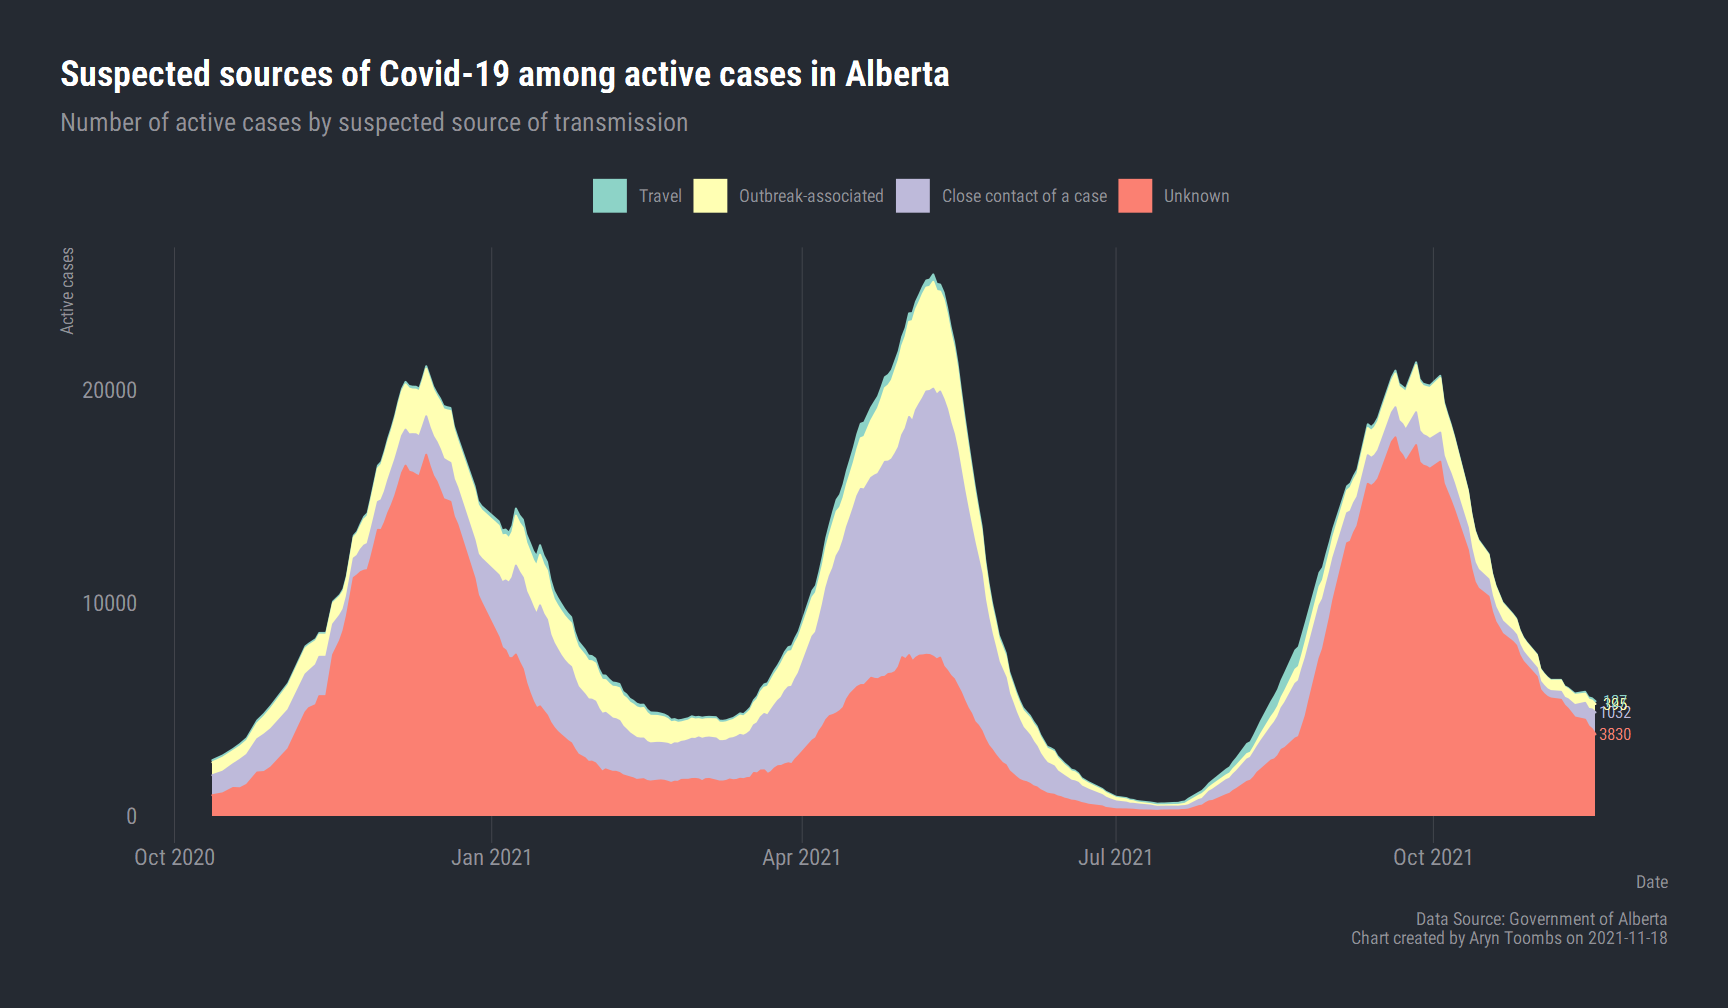 Suspected sources of Covid-19 among active cases in Alberta
Number of active cases by suspected source of transmission
Travel
Outbreak-associated
Close contact of a case
Unknown
Active cases
20000
10000
0
1032
3830
Oct 2020
Jan 2021
Apr 2021
Jul 2021
Oct 2021
Date
Data Source: Government of Alberta
Chart created by Aryn Toombs on 2021-11-18